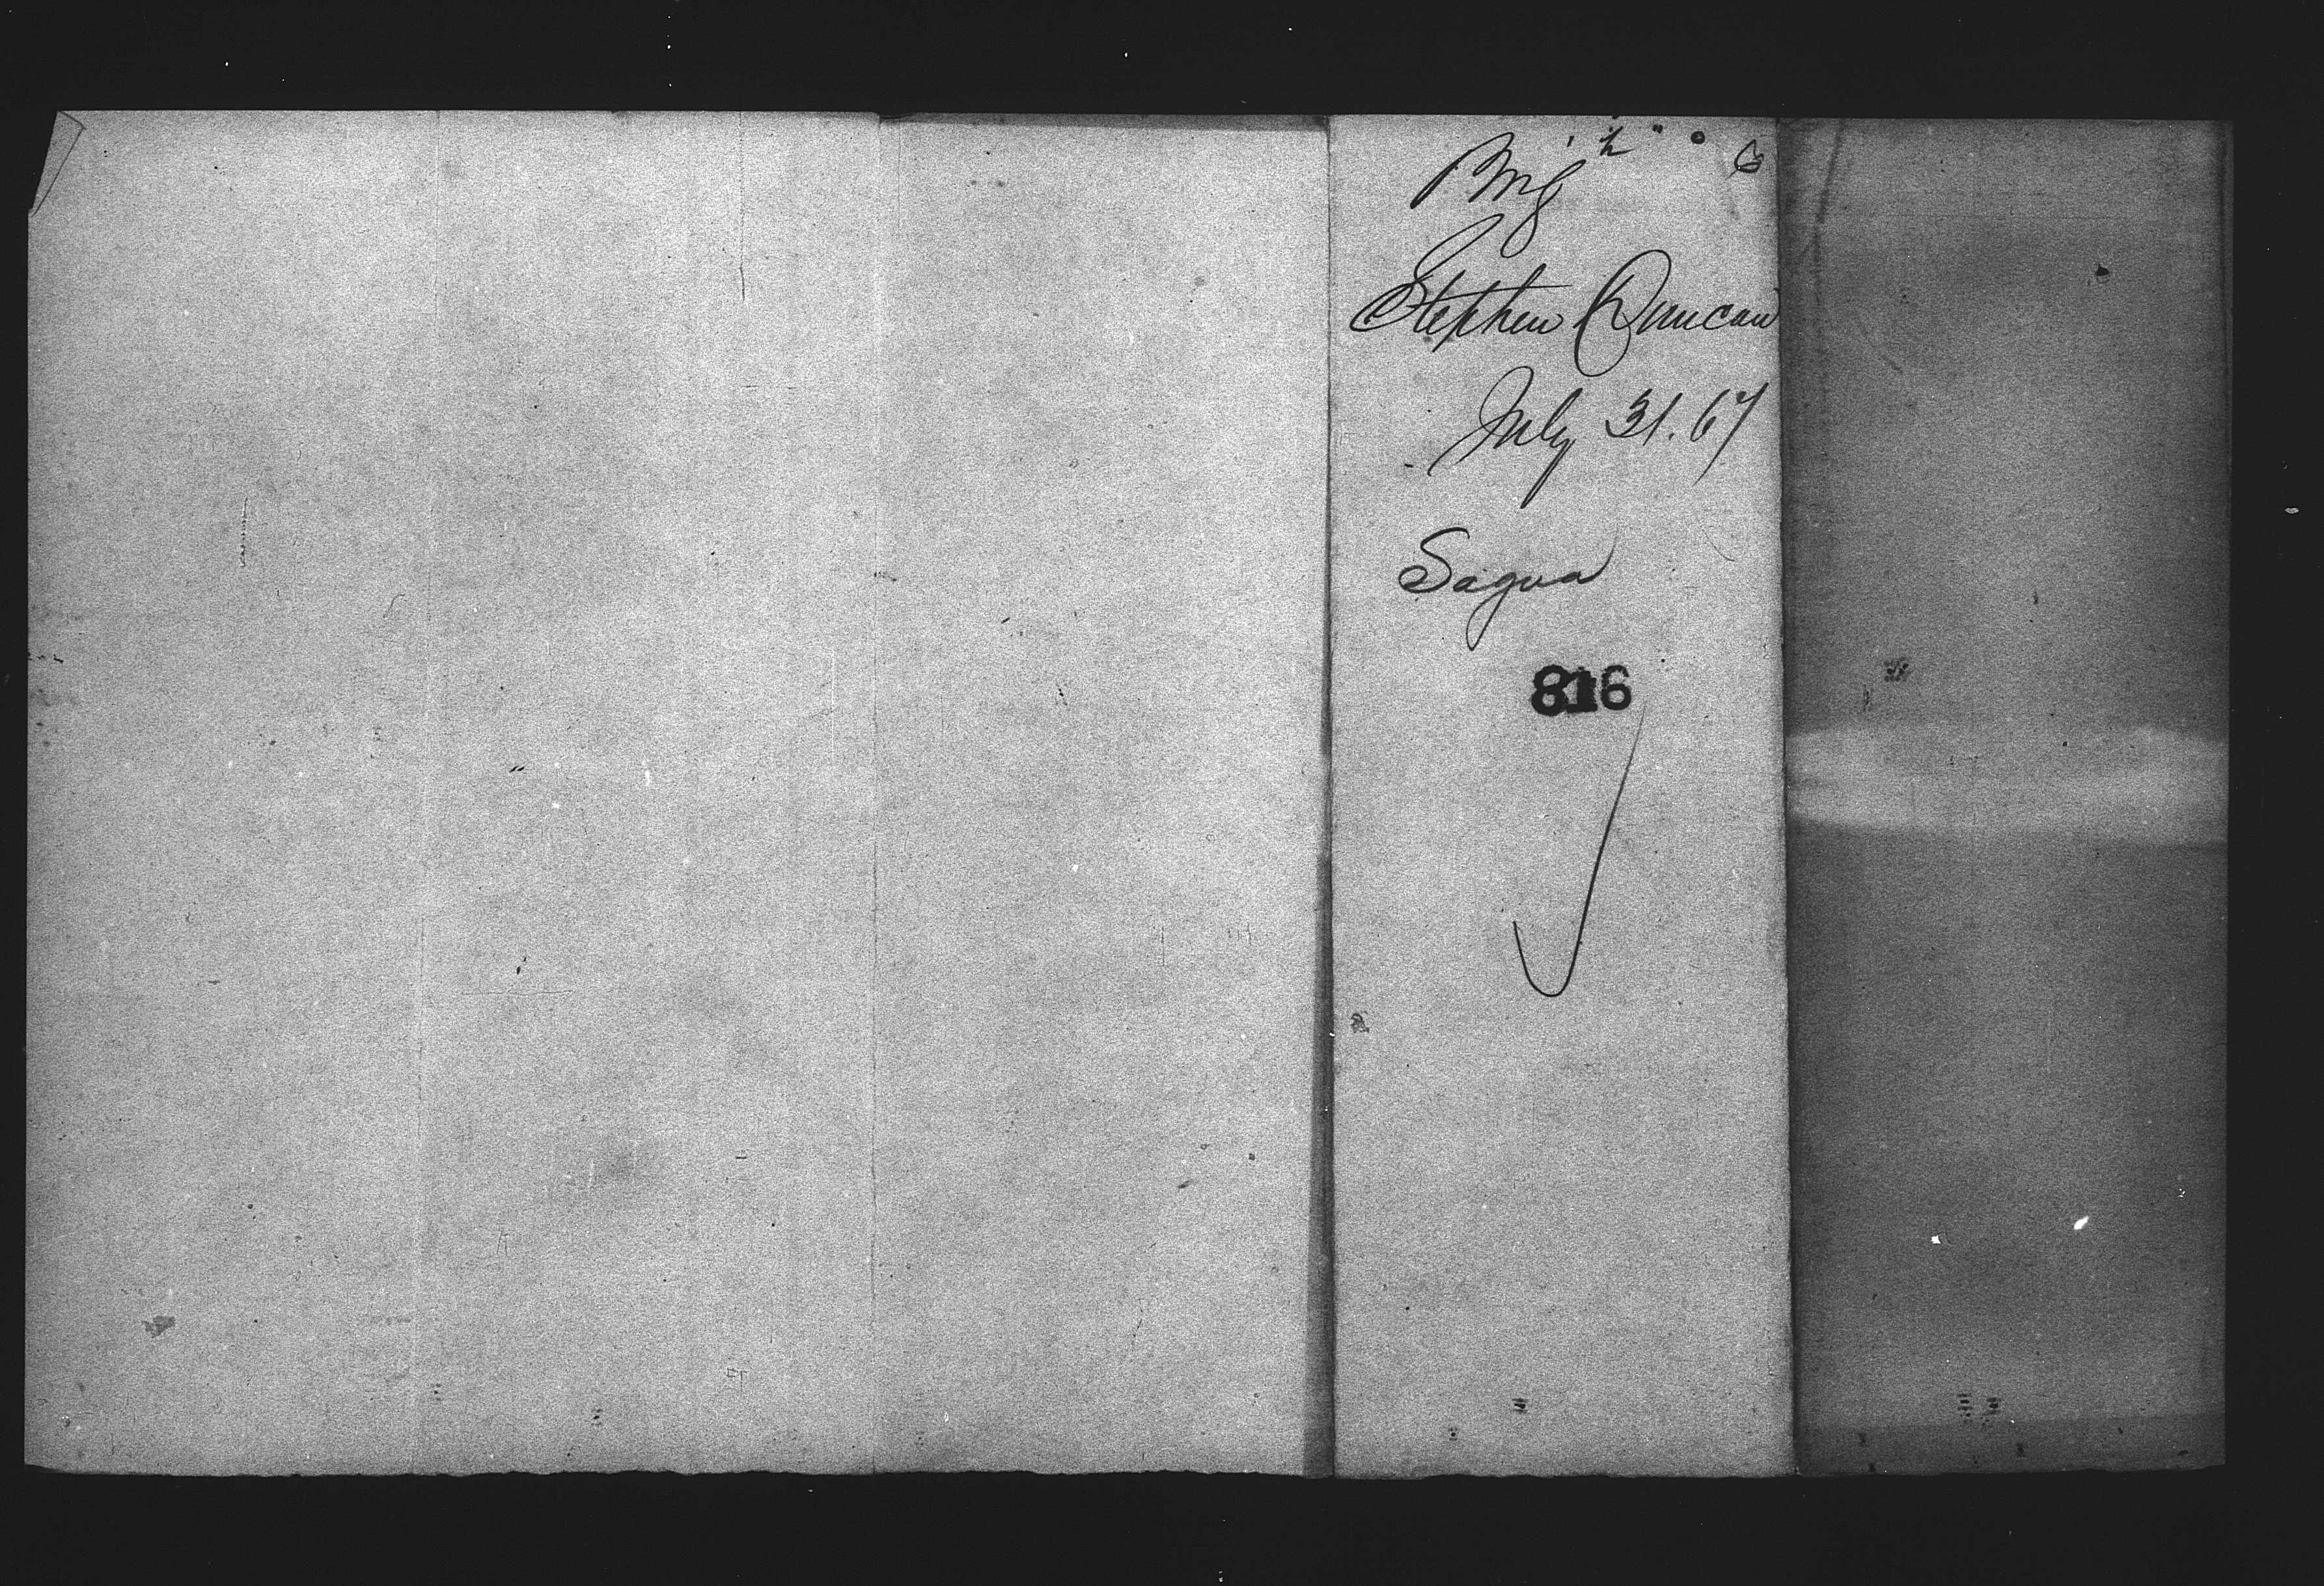 Brig
Stephen Duncan
July 31. 67
Sagua
816